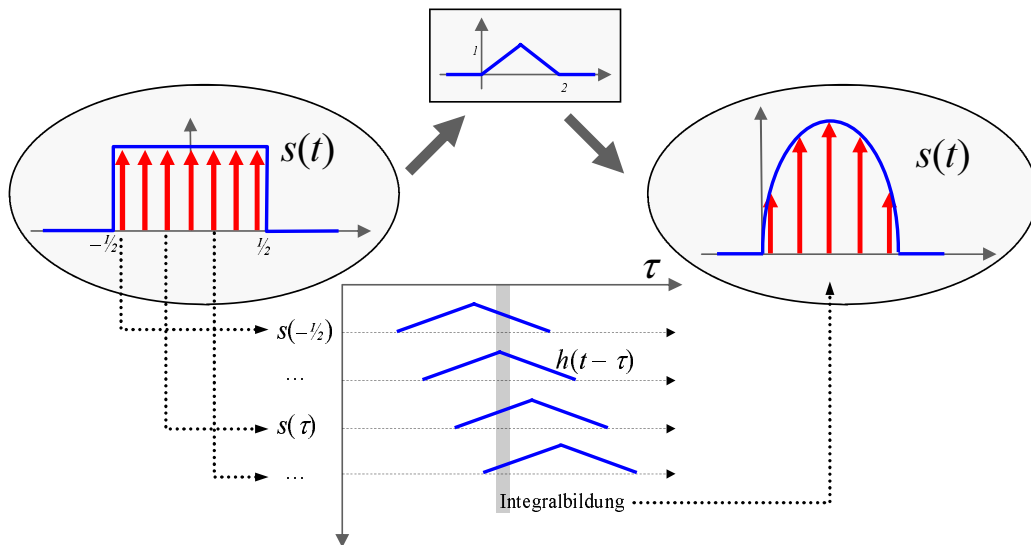 1
2
s(t)
-½
½
s(t)
τ
s(-½)
...
h(t - τ)
s(τ)
...
Integralbildung